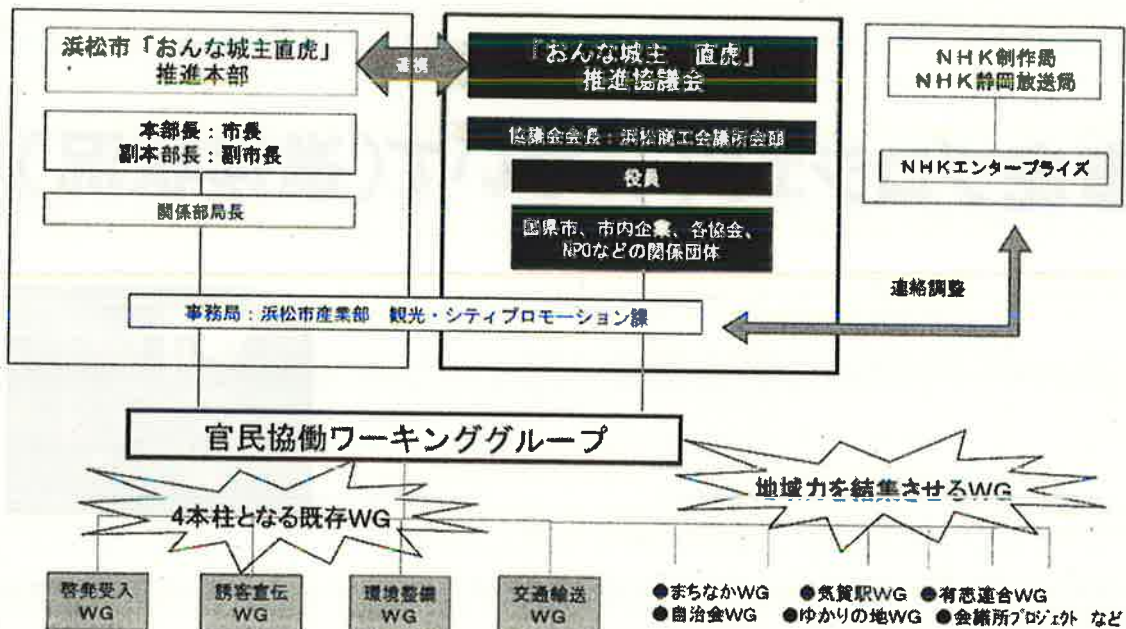 浜松市「おんな城主直虎」
推進本部
連携
「おんな城主 直虎」
推進協議会
NHK制作局
NHK静岡放送局
本部長：市長
副本部長：副市長
協議会会長：浜松商工会議所会頭
役員
NHKエンタープライズ
関係部局長
国県市、市内企業、各協会、
NPOなどの関係団体
連絡調整
事務局：浜松市産業部 観光・シティプロモーション課
官民協働ワーキンググループ
4本柱となる既存WG
地域力を結集させるWG
啓発受入
WG
誘客宣伝
WG
環境整備
WG
交通輸送
WG
●まちなかWG ●気賀駅WG ●有志連合WG
●自治会WG ●ゆかりの地WG ●会議所プロジェクト など